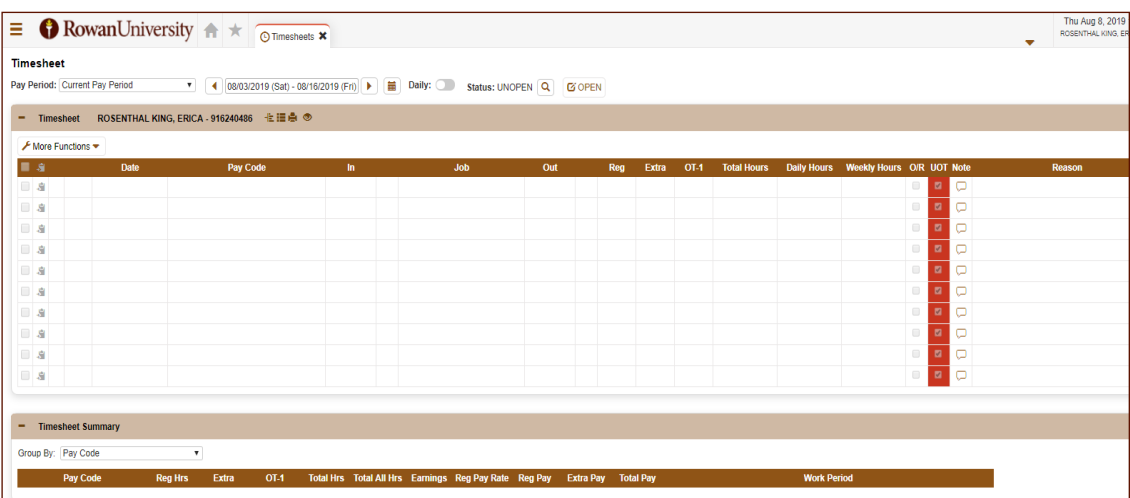 RowanUniversity Timesheets ✖ Thu Aug 8, 2019
ROSENTHAL KING, ER
Timesheet
Pay Period: Current Pay Period 08/03/2019 (Sat) - 08/16/2019 (Fri) Daily: Status: UNOPEN OPEN
− Timesheet ROSENTHAL KING, ERICA - 916240486
More Functions
Date Pay Code In Job Out Reg Extra OT-1 Total Hours Daily Hours Weekly Hours O/R UOT Note Reason
− Timesheet Summary
Group By: Pay Code
Pay Code Reg Hrs Extra OT-1 Total Hrs Total All Hrs Earnings Reg Pay Rate Reg Pay Extra Pay Total Pay Work Period